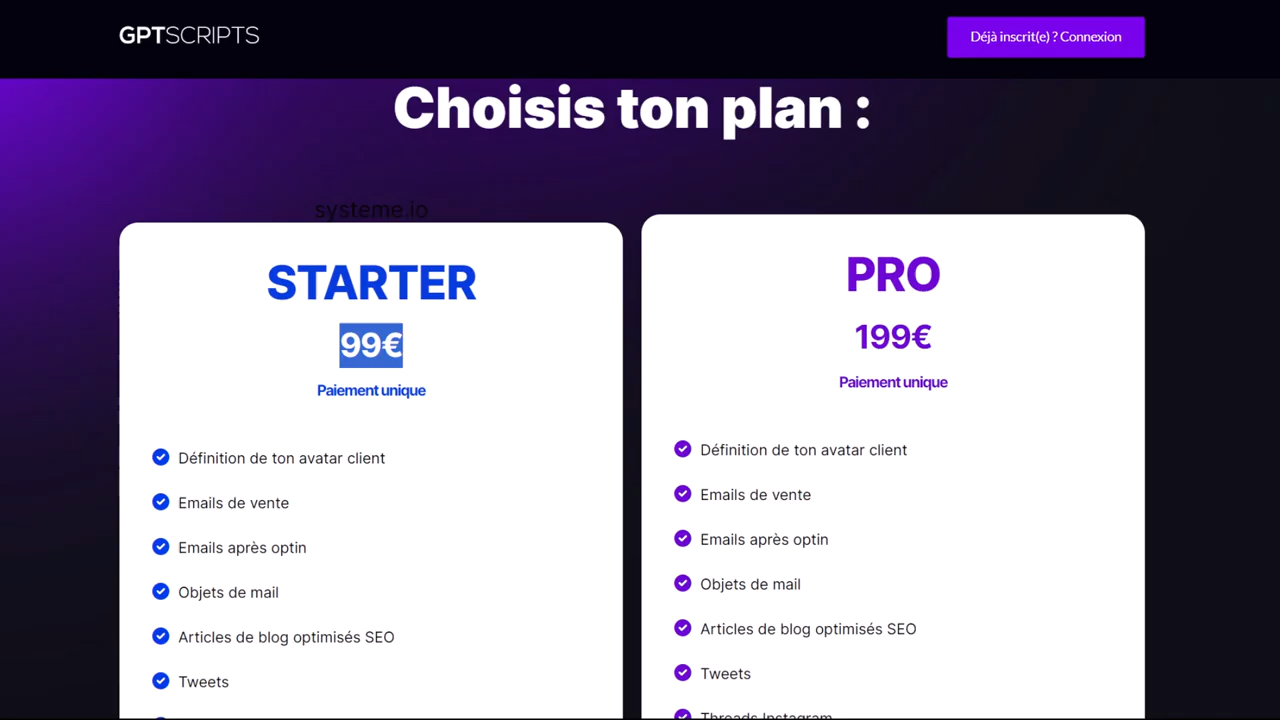 GPTSCRIPTS
Déjà inscrit(e) ? Connexion
Choisis ton plan :
systeme.io
STARTER
99€
Paiement unique
Définition de ton avatar client
Emails de vente
Emails après optin
Objets de mail
Articles de blog optimisés SEO
Tweets
PRO
199€
Paiement unique
Définition de ton avatar client
Emails de vente
Emails après optin
Objets de mail
Articles de blog optimisés SEO
Tweets
Threads Instagram